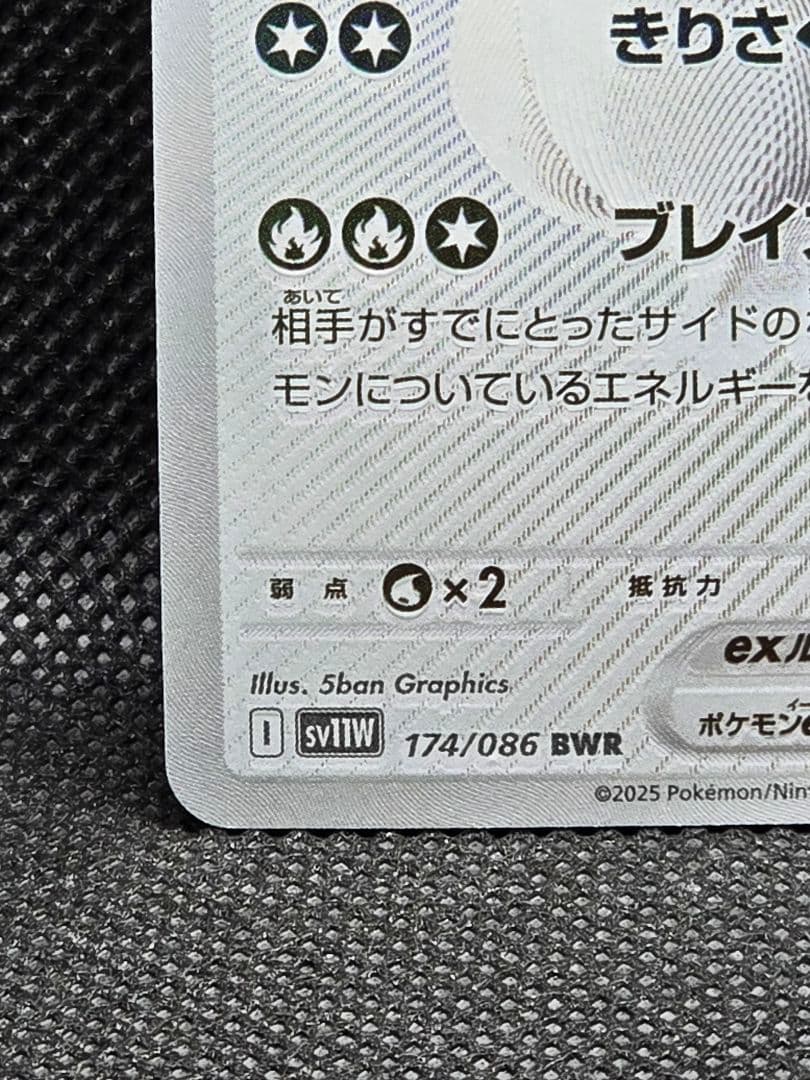 きりさく
ブレイ
あいて
相手がすでにとったサイドの
モンについているエネルギー
弱点 ×2 抵抗力
exル
Illus. 5ban Graphics
I sv11W 174/086 BWR
ポケモンe
©2025 Pokémon/Nin